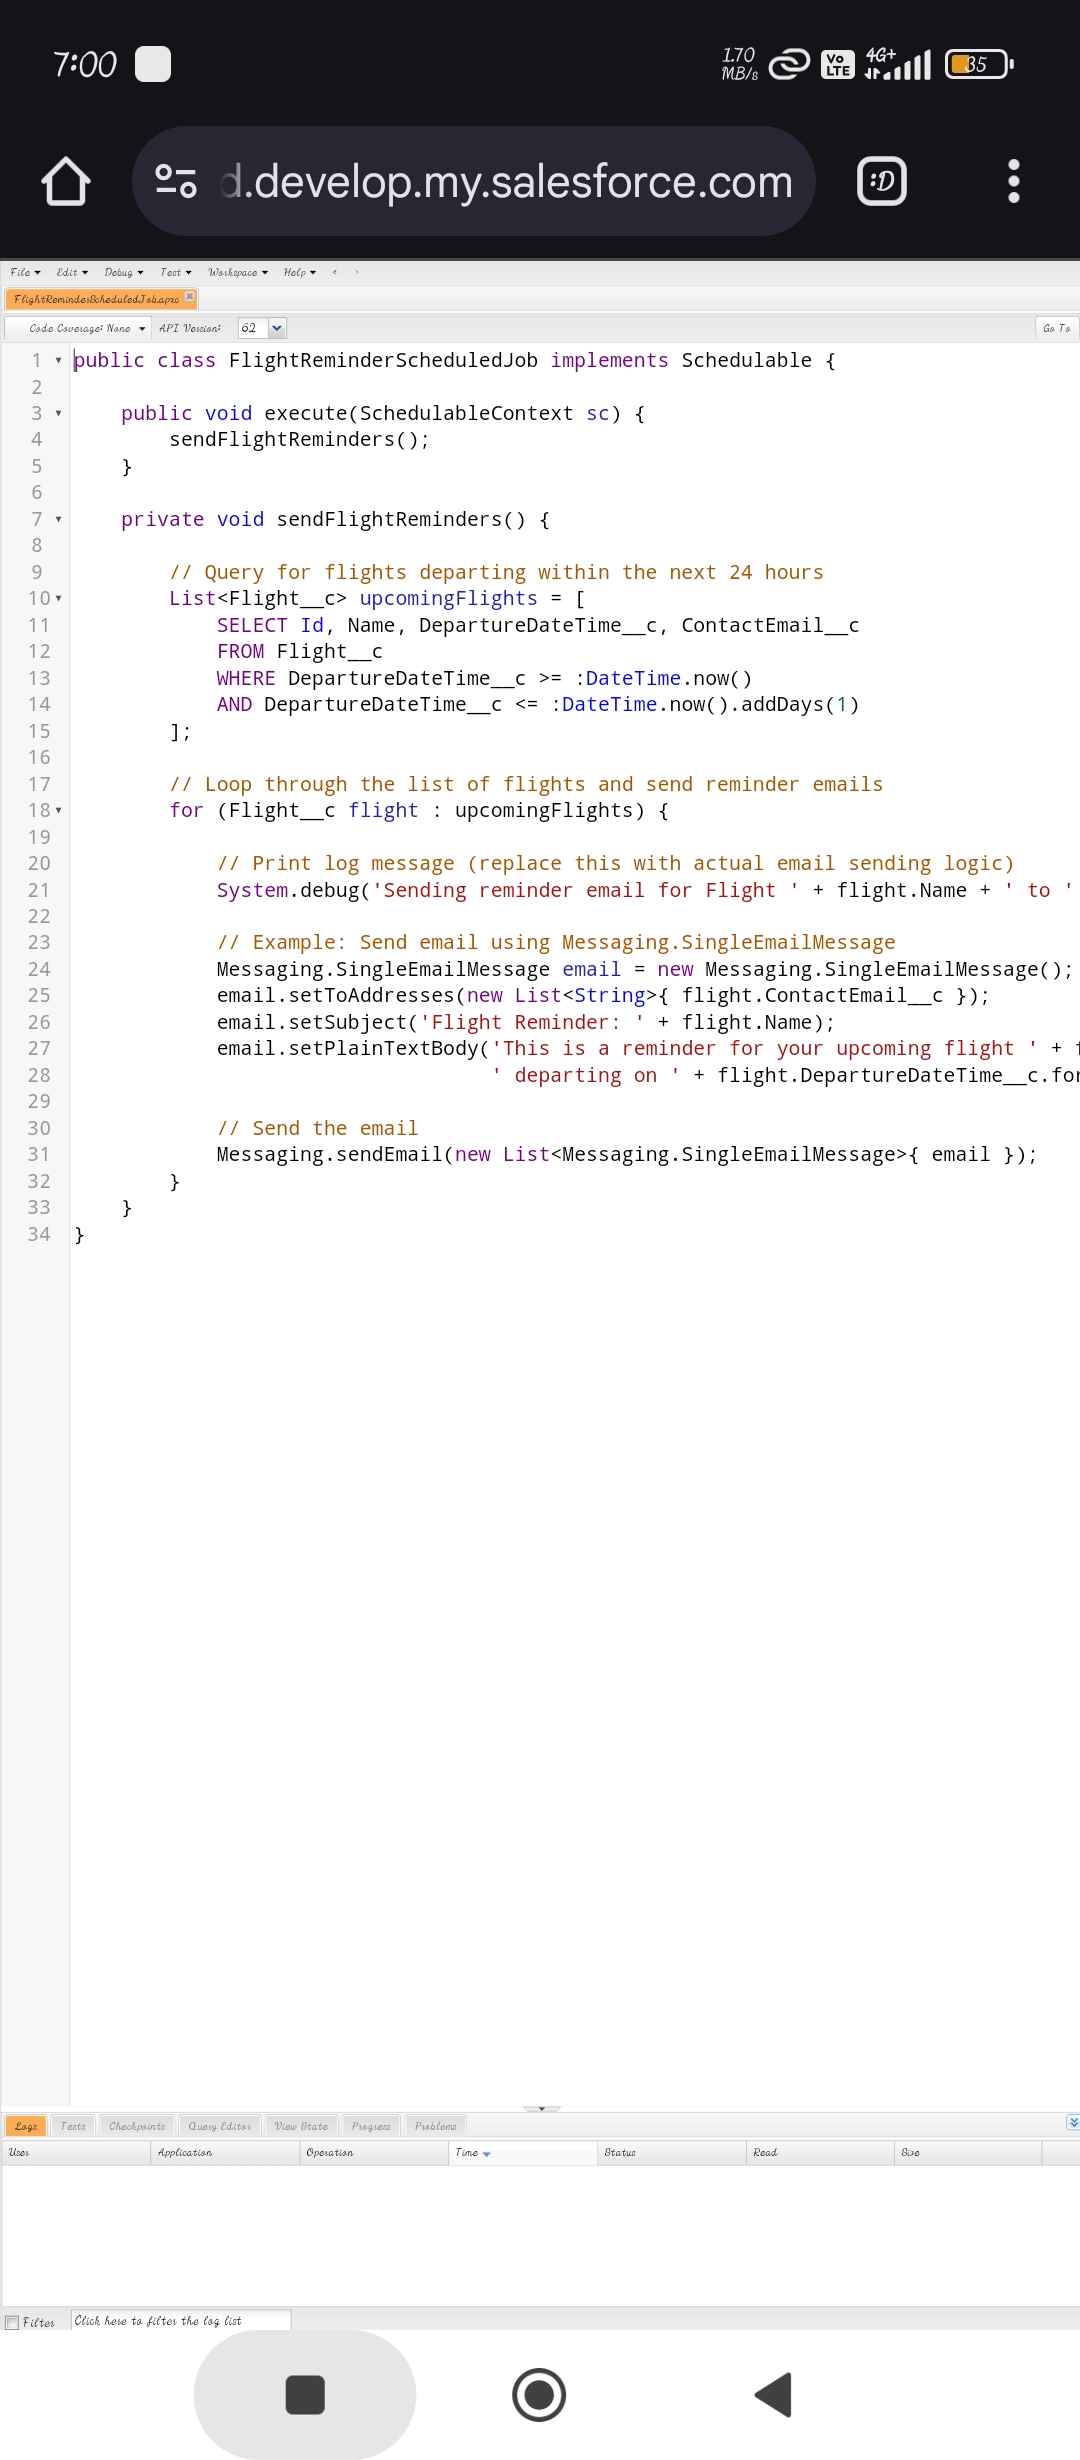 7:00
1.70 MB/s VoLTE 4G+ 35
d.develop.my.salesforce.com :D
File Edit Debug Test Workspace Help < >
FlightReminderScheduledJob.apxc
Code Coverage: None API Version: 62 Go To
1 public class FlightReminderScheduledJob implements Schedulable {
2
3 public void execute(SchedulableContext sc) {
4 sendFlightReminders();
5 }
6
7 private void sendFlightReminders() {
8
9 // Query for flights departing within the next 24 hours
10 List<Flight__c> upcomingFlights = [
11 SELECT Id, Name, DepartureDateTime__c, ContactEmail__c
12 FROM Flight__c
13 WHERE DepartureDateTime__c >= :DateTime.now()
14 AND DepartureDateTime__c <= :DateTime.now().addDays(1)
15 ];
16
17 // Loop through the list of flights and send reminder emails
18 for (Flight__c flight : upcomingFlights) {
19
20 // Print log message (replace this with actual email sending logic)
21 System.debug('Sending reminder email for Flight ' + flight.Name + ' to '
22
23 // Example: Send email using Messaging.SingleEmailMessage
24 Messaging.SingleEmailMessage email = new Messaging.SingleEmailMessage();
25 email.setToAddresses(new List<String>{ flight.ContactEmail__c });
26 email.setSubject('Flight Reminder: ' + flight.Name);
27 email.setPlainTextBody('This is a reminder for your upcoming flight ' + f
28 ' departing on ' + flight.DepartureDateTime__c.for
29
30 // Send the email
31 Messaging.sendEmail(new List<Messaging.SingleEmailMessage>{ email });
32 }
33 }
34 }
Logs Tests Checkpoints Query Editor View State Progress Problems
User Application Operation Time Status Read Size
Filter Click here to filter the log list